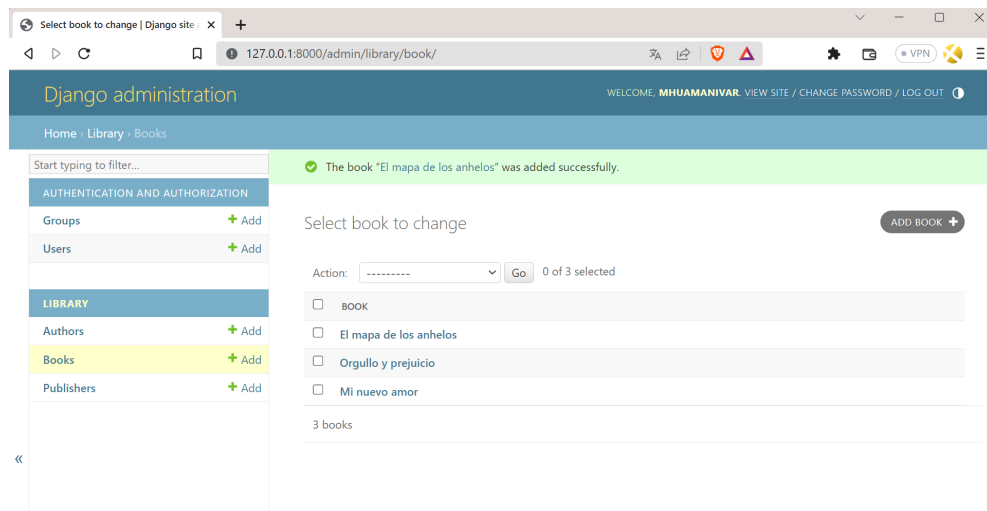 Select book to change | Django site a
127.0.0.1:8000/admin/library/book/
VPN
Django administration
WELCOME, MHUAMANIVAR. VIEW SITE / CHANGE PASSWORD / LOG OUT
Home › Library › Books
Start typing to filter...
The book “El mapa de los anhelos” was added successfully.
AUTHENTICATION AND AUTHORIZATION
Groups + Add
Users + Add
Select book to change
ADD BOOK +
Action: --------- Go 0 of 3 selected
LIBRARY
BOOK
Authors + Add
El mapa de los anhelos
Books + Add
Orgullo y prejuicio
Publishers + Add
Mi nuevo amor
3 books
«